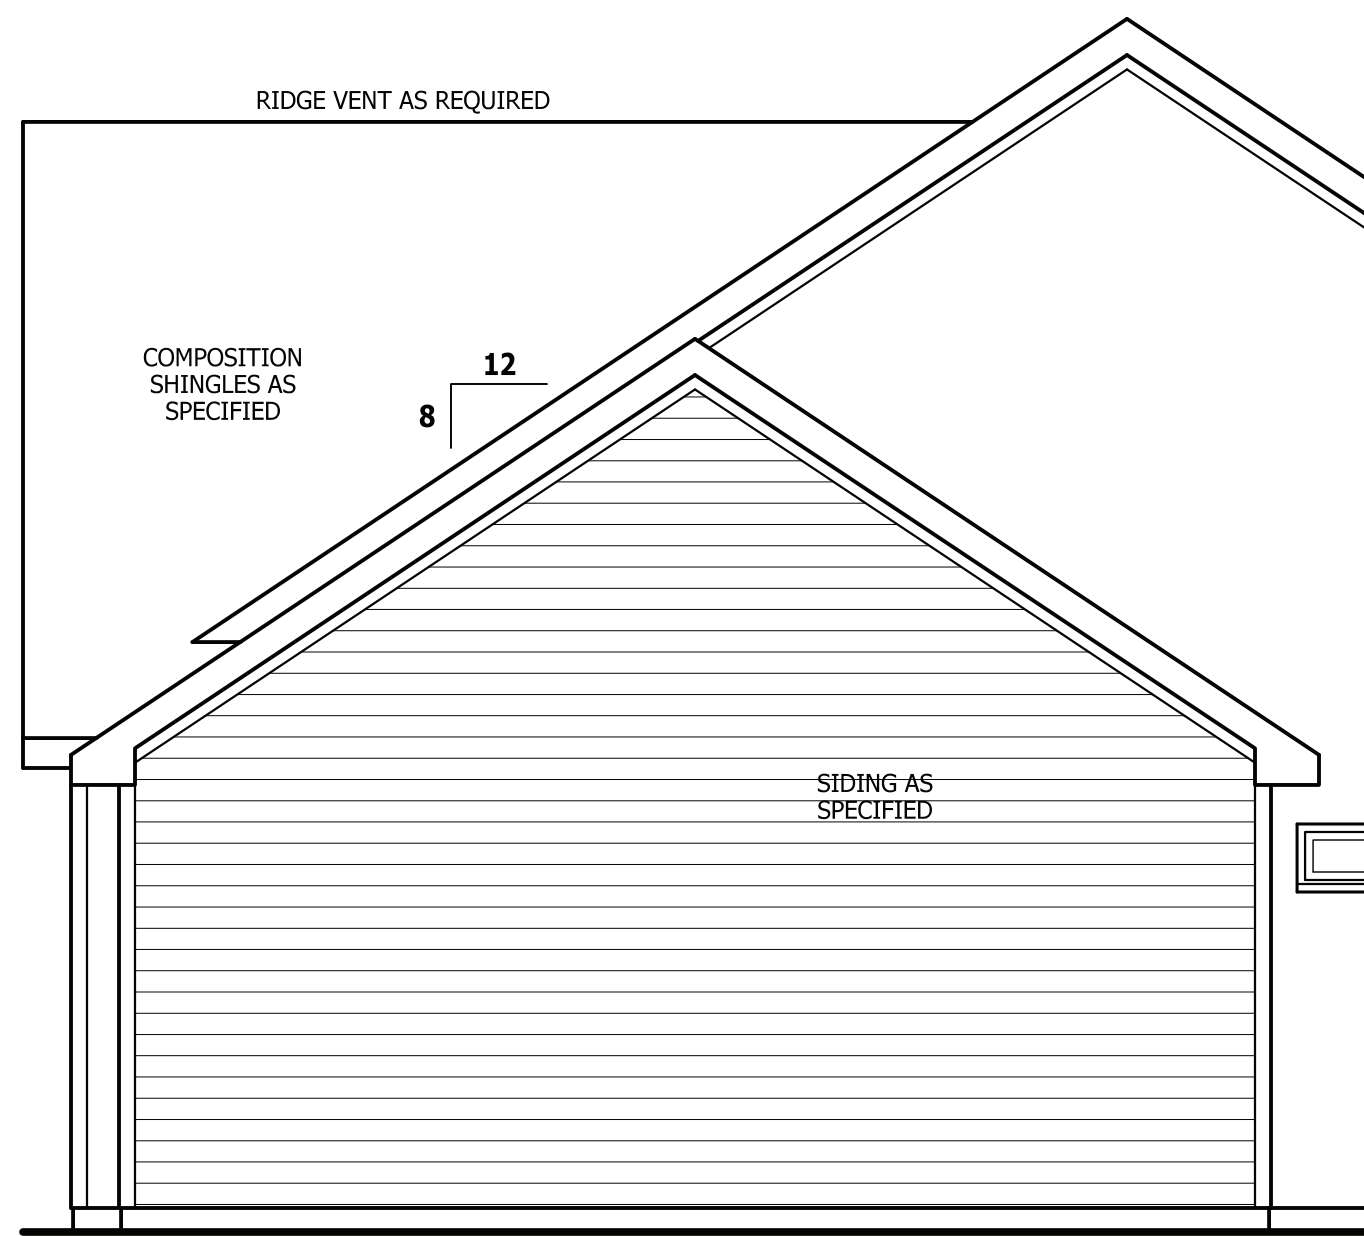 RIDGE VENT AS REQUIRED
COMPOSITION
SHINGLES AS
SPECIFIED
12
8
SIDING AS
SPECIFIED